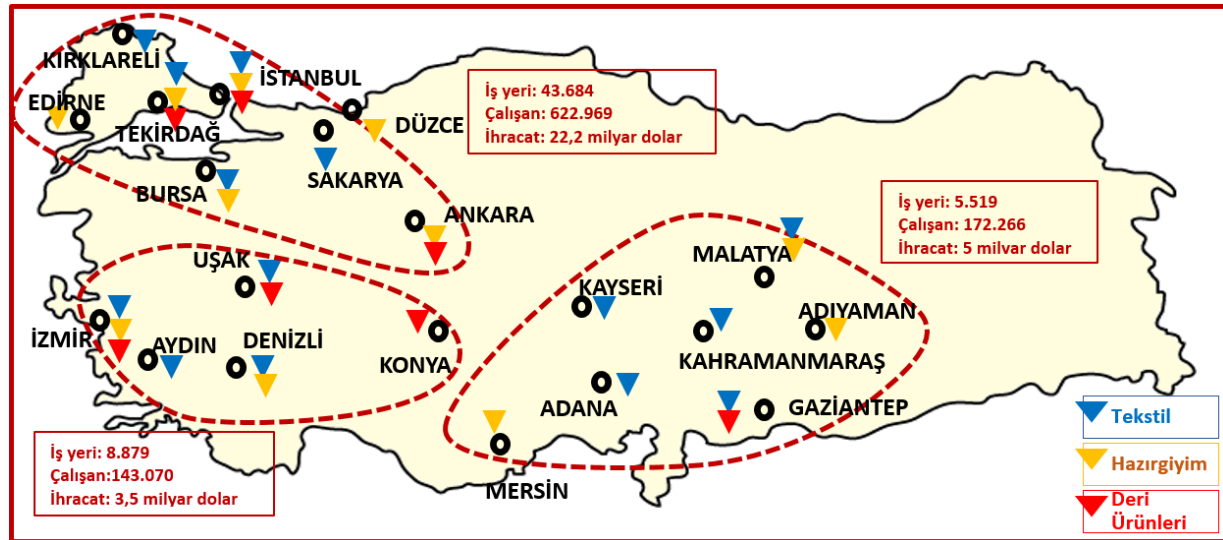 KIRKLARELİ
İSTANBUL
EDİRNE
TEKİRDAĞ
DÜZCE
SAKARYA
BURSA
ANKARA
İş yeri: 43.684
Çalışan: 622.969
İhracat: 22,2 milyar dolar
İş yeri: 5.519
Çalışan: 172.266
İhracat: 5 milvar dolar
UŞAK
İZMİR
AYDIN
DENİZLİ
KONYA
MALATYA
KAYSERİ
ADIYAMAN
KAHRAMANMARAŞ
ADANA
GAZİANTEP
MERSİN
İş yeri: 8.879
Çalışan:143.070
İhracat: 3,5 milyar dolar
Tekstil
Hazırgiyim
Deri
Ürünleri